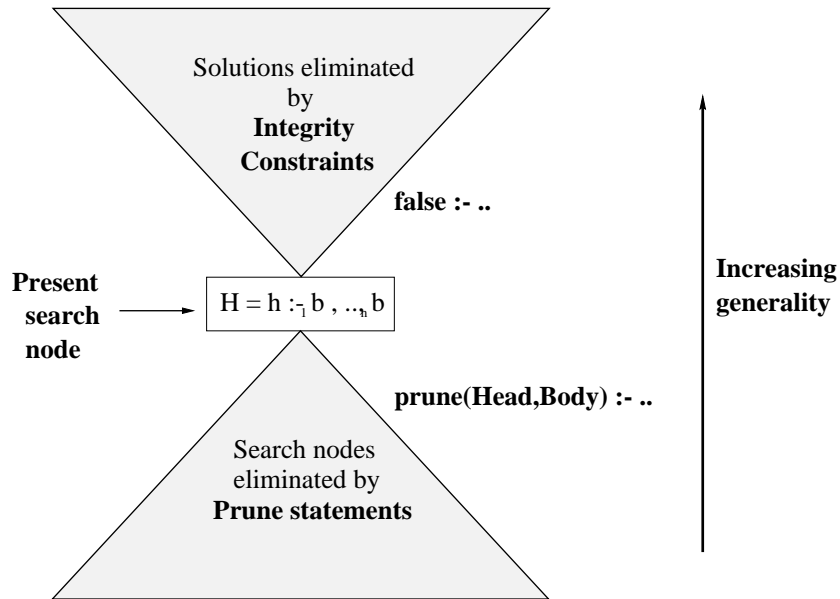 Solutions eliminated
by
Integrity
Constraints
false :- ..
Present
search
node
H = h :- b , .., b
l n
Increasing
generality
prune(Head,Body) :- ..
Search nodes
eliminated by
Prune statements